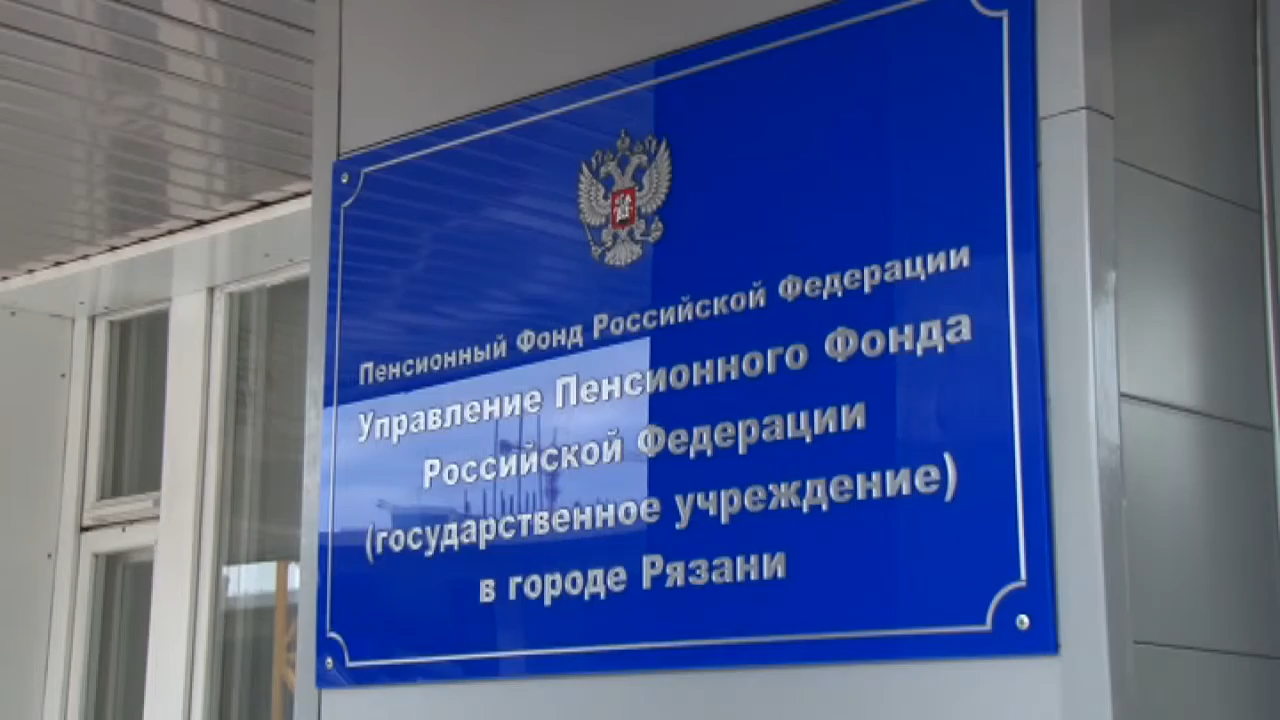 Пенсионный Фонд Российской Федерации
Управление Пенсионного Фонда
Российской Федерации
(государственное учреждение)
в городе Рязани